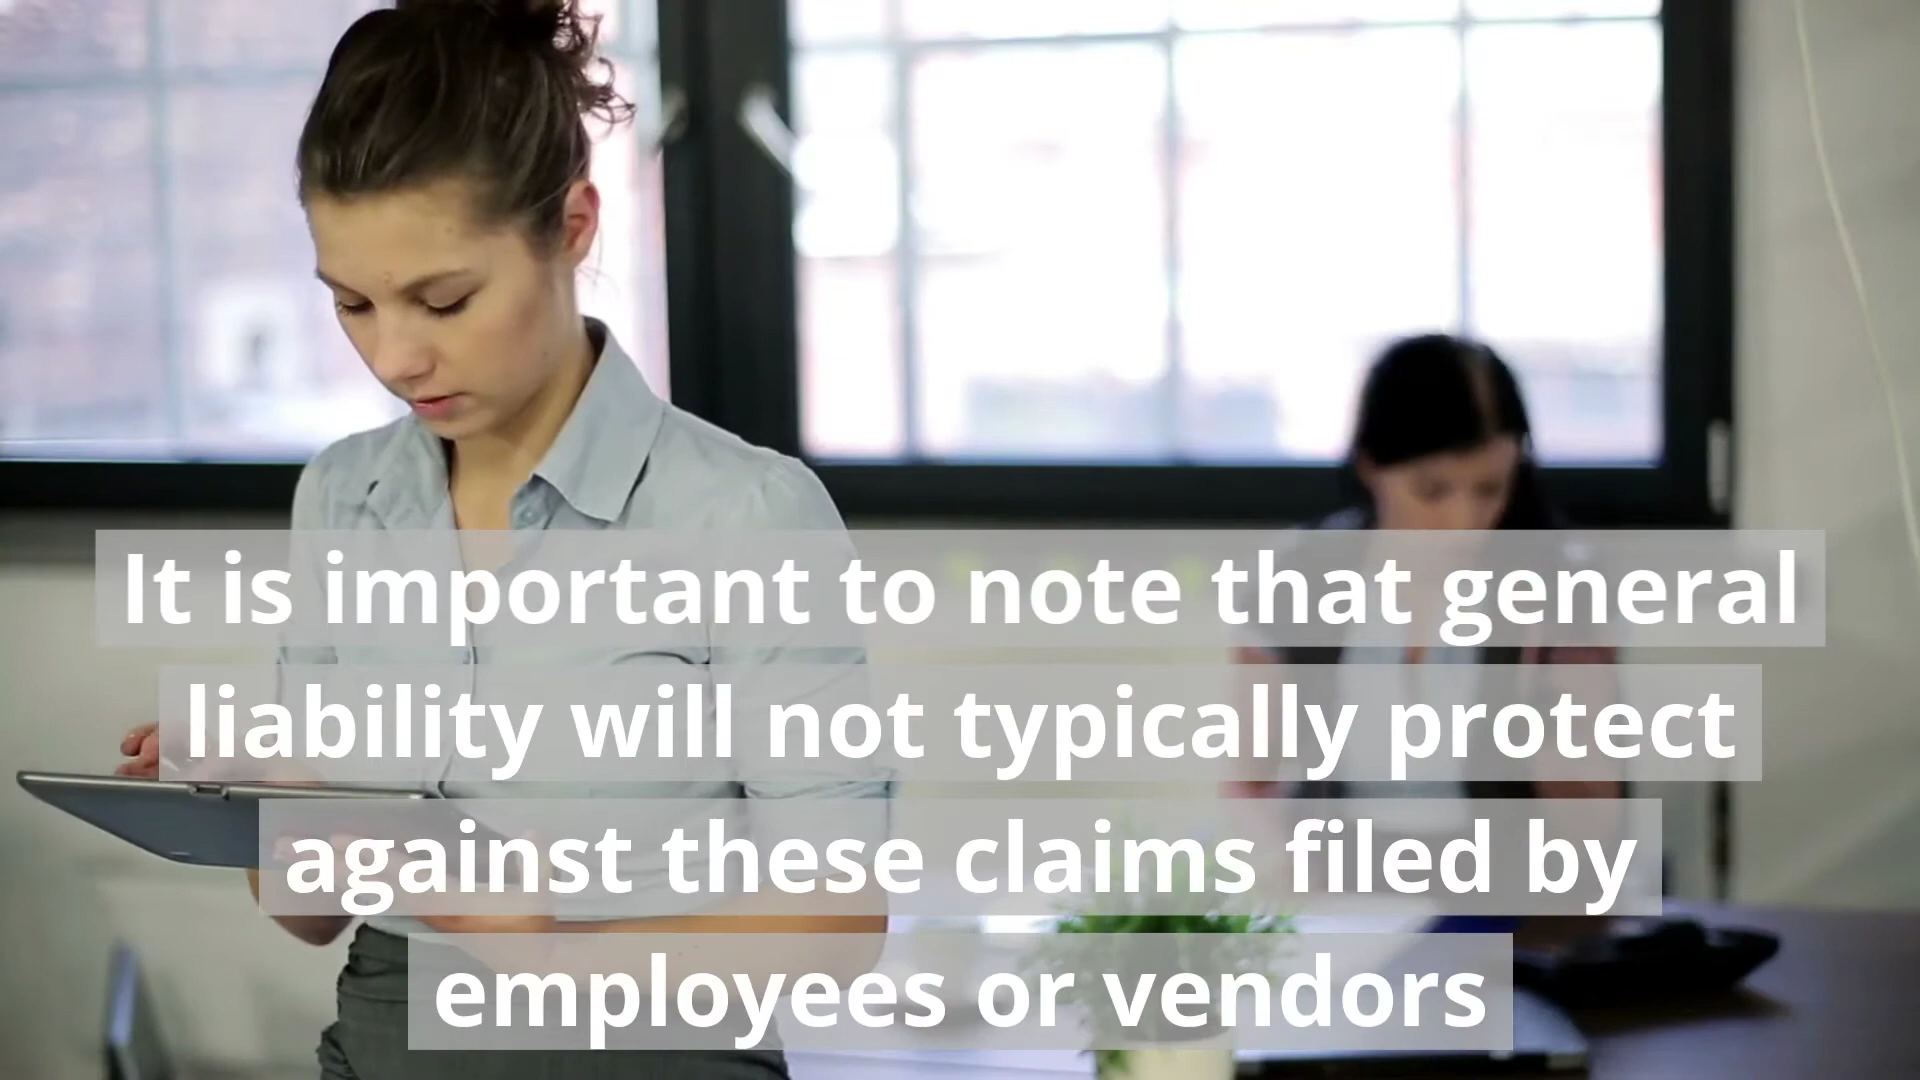 It is important to note that general
liability will not typically protect
against these claims filed by
employees or vendors